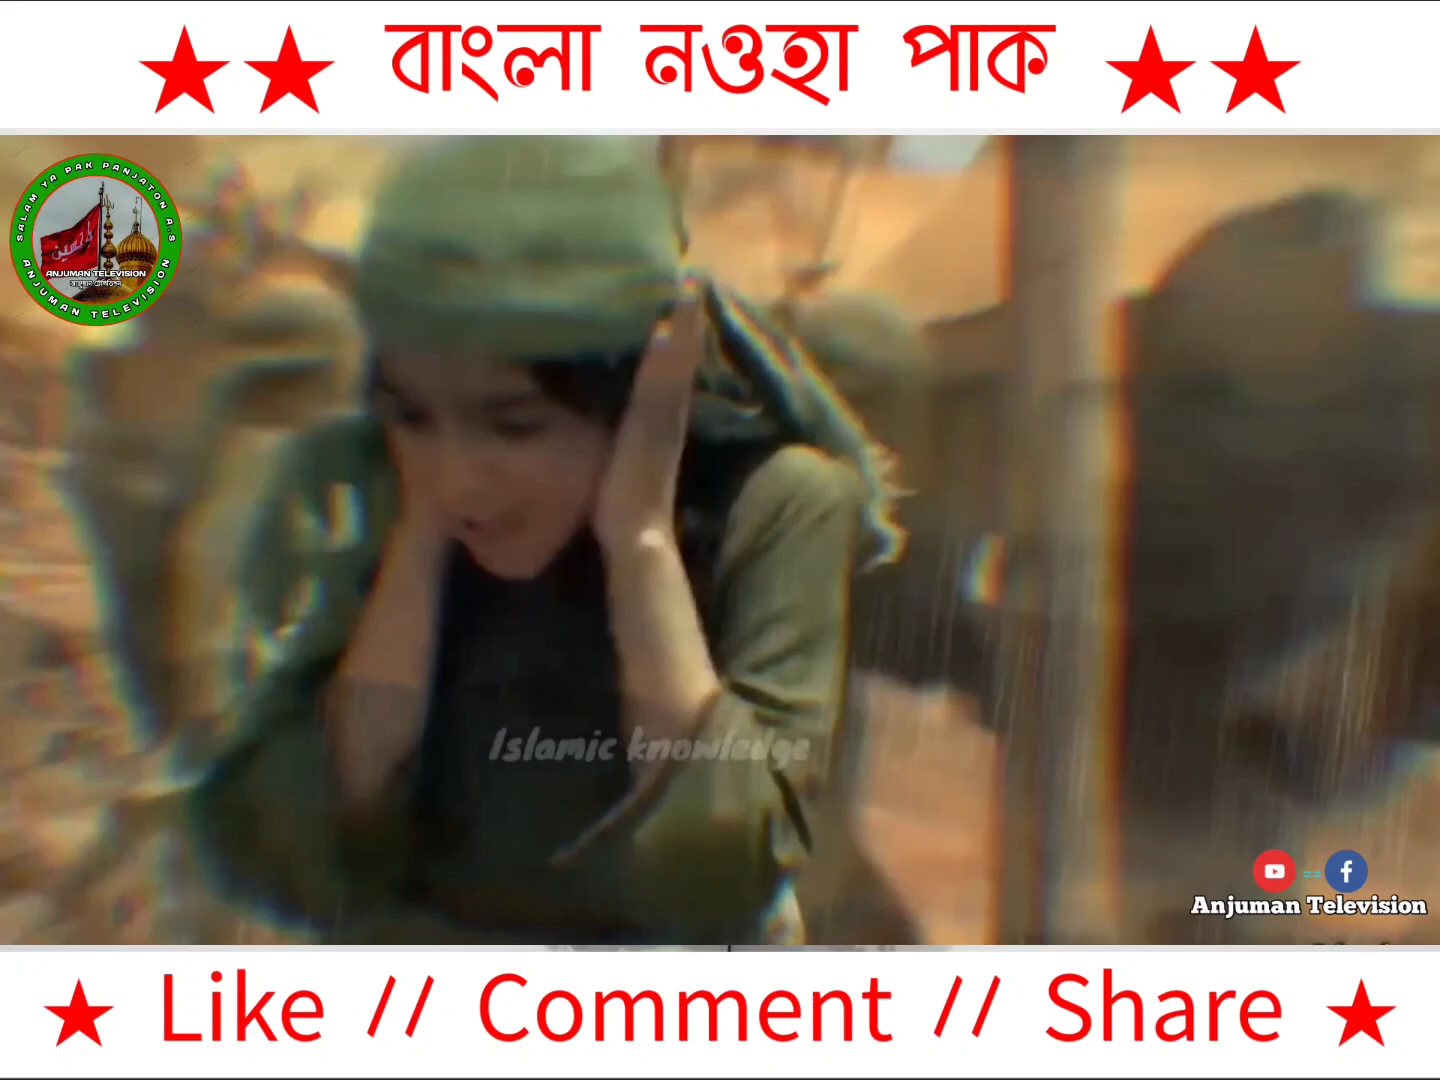 ★★ বাংলা নওহা পাক ★★
SALAM YA PAK PANJATON A.S
ANJUMAN TELEVISION
ANJUMAN TELEVISION
Islamic knowledge
Anjuman Television
★ Like // Comment // Share ★